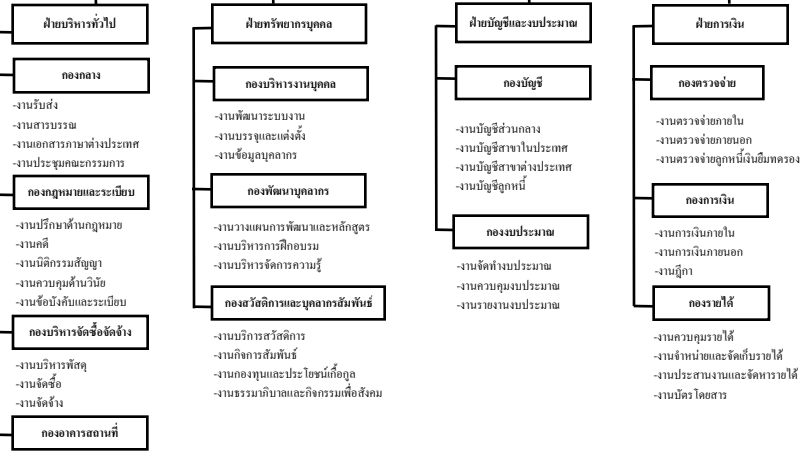 ฝ่ายบริหารทั่วไป
กองกลาง
-งานรับส่ง
-งานสารบรรณ
-งานเอกสารภาษาต่างประเทศ
-งานประชุมคณะกรรมการ
กองกฎหมายและระเบียบ
-งานปรึกษาด้านกฎหมาย
-งานคดี
-งานนิติกรรมสัญญา
-งานควบคุมด้านวินัย
-งานข้อบังคับและระเบียบ
กองบริหารจัดซื้อจัดจ้าง
-งานบริหารพัสดุ
-งานจัดซื้อ
-งานจัดจ้าง
กองอาคารสถานที่
ฝ่ายทรัพยากรบุคคล
กองบริหารงานบุคคล
-งานพัฒนาระบบงาน
-งานบรรจุและแต่งตั้ง
-งานข้อมูลบุคลากร
กองพัฒนาบุคลากร
-งานวางแผนการพัฒนาและหลักสูตร
-งานบริหารการฝึกอบรม
-งานบริหารจัดการความรู้
กองสวัสดิการและบุคลากรสัมพันธ์
-งานบริการสวัสดิการ
-งานกิจการสัมพันธ์
-งานกองทุนและประโยชน์เกื้อกูล
-งานธรรมาภิบาลและกิจกรรมเพื่อสังคม
ฝ่ายบัญชีและงบประมาณ
กองบัญชี
-งานบัญชีส่วนกลาง
-งานบัญชีสาขาในประเทศ
-งานบัญชีสาขาต่างประเทศ
-งานบัญชีลูกหนี้
กองงบประมาณ
-งานจัดทำงบประมาณ
-งานควบคุมงบประมาณ
-งานรายงานงบประมาณ
ฝ่ายการเงิน
กองตรวจจ่าย
-งานตรวจจ่ายภายใน
-งานตรวจจ่ายภายนอก
-งานตรวจจ่ายลูกหนี้เงินยืมทดรอง
กองการเงิน
-งานการเงินภายใน
-งานการเงินภายนอก
-งานฎีกา
กองรายได้
-งานควบคุมรายได้
-งานจำหน่ายและจัดเก็บรายได้
-งานประสานงานและจัดหารายได้
-งานบัตรโดยสาร